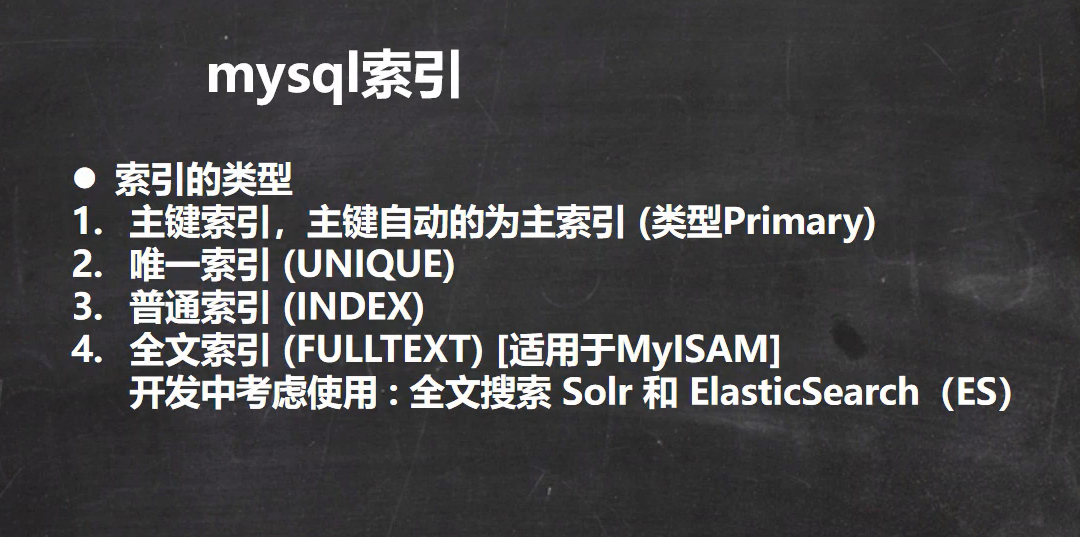 mysql索引
● 索引的类型
1. 主键索引，主键自动的为主索引 (类型Primary)
2. 唯一索引 (UNIQUE)
3. 普通索引 (INDEX)
4. 全文索引 (FULLTEXT) [适用于MyISAM]
开发中考虑使用 : 全文搜索 Solr 和 ElasticSearch（ES）